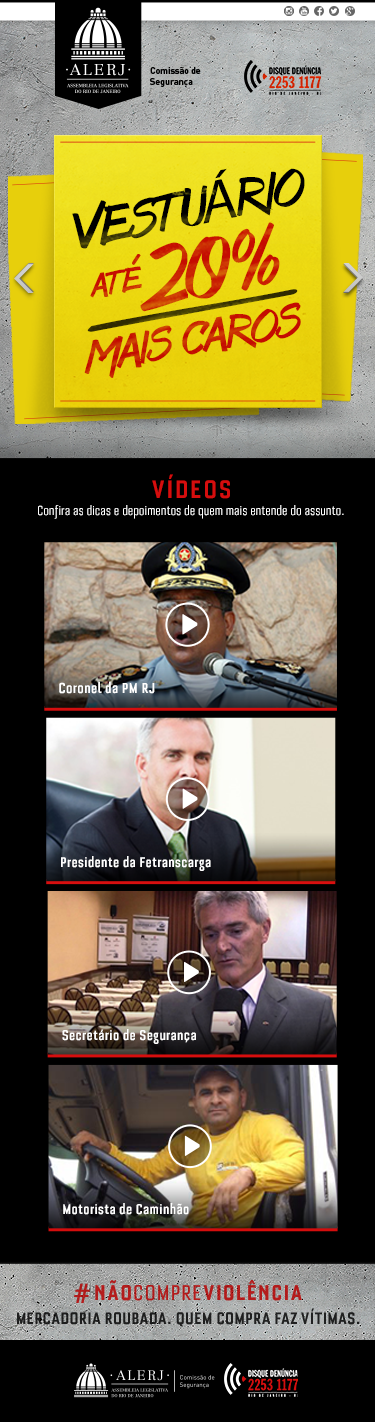 ·ALERJ·
ASSEMBLEIA LEGISLATIVA
DO RIO DE JANEIRO
Comissão de
Segurança
DISQUE DENÚNCIA
2253 1177
RIO DE JANEIRO - RJ
VESTUÁRIO
ATÉ 20%
MAIS CAROS
VÍDEOS
Confira as dicas e depoimentos de quem mais entende do assunto.
Coronel da PM RJ
Presidente da Fetranscarga
Secretário de Segurança
Motorista de Caminhão
#NÃOCOMPREVIOLÊNCIA
MERCADORIA ROUBADA. QUEM COMPRA FAZ VÍTIMAS.
·ALERJ·
ASSEMBLEIA LEGISLATIVA
DO RIO DE JANEIRO
Comissão de
Segurança
DISQUE DENÚNCIA
2253 1177
RIO DE JANEIRO - RJ